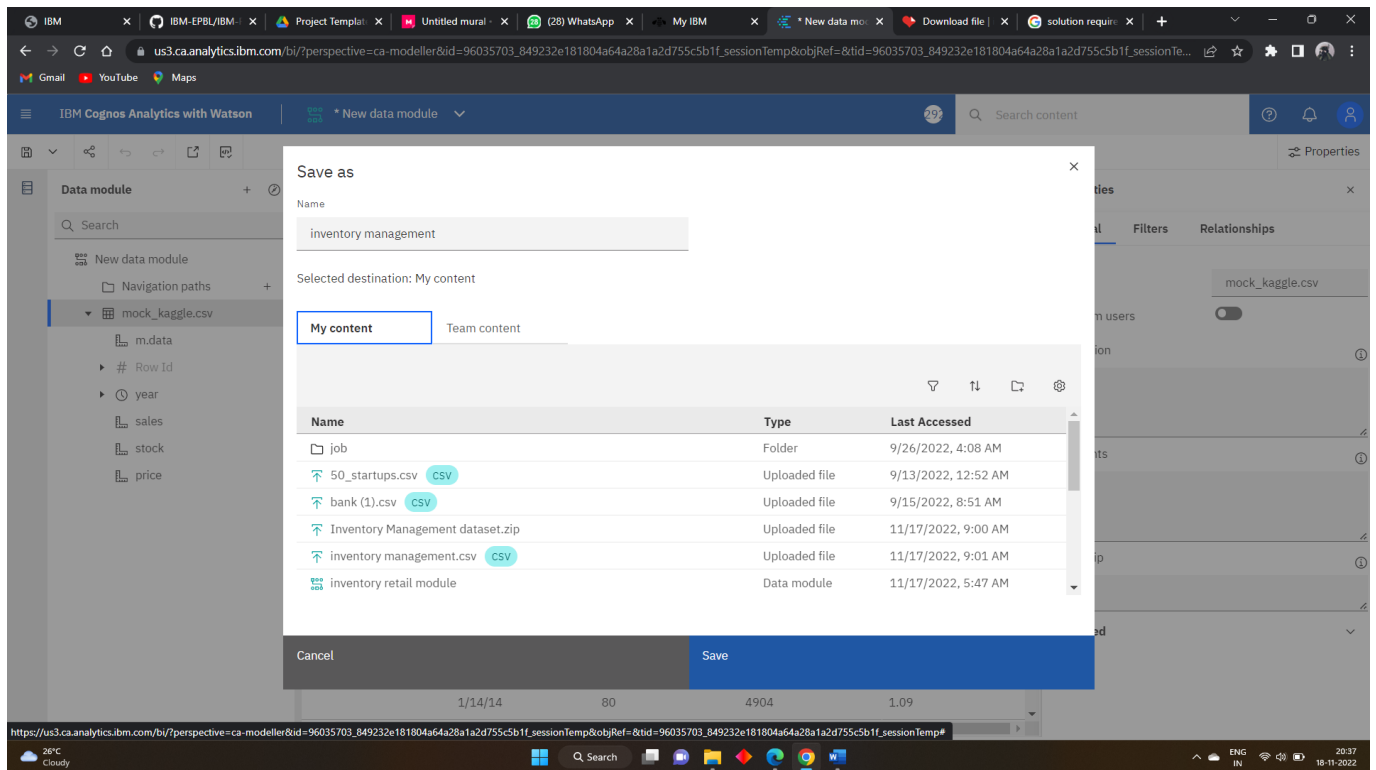 IBM
IBM-EPBL/IBM-
Project Templat
Untitled mural -
(28) WhatsApp
My IBM
* New data mod
Download file |
solution require
us3.ca.analytics.ibm.com/bi/?perspective=ca-modeller&id=96035703_849232e181804a64a28a1a2d755c5b1f_sessionTemp&objRef=&tid=96035703_849232e181804a64a28a1a2d755c5b1f_sessionTe...
Gmail YouTube Maps
IBM Cognos Analytics with Watson
* New data module
292
Search content
Properties
Data module
Search
New data module
Navigation paths
mock_kaggle.csv
m.data
# Row Id
year
sales
stock
price
Save as
Name
inventory management
Selected destination: My content
My content Team content
Name Type Last Accessed
job Folder 9/26/2022, 4:08 AM
50_startups.csv CSV Uploaded file 9/13/2022, 12:52 AM
bank (1).csv CSV Uploaded file 9/15/2022, 8:51 AM
Inventory Management dataset.zip Uploaded file 11/17/2022, 9:00 AM
inventory management.csv CSV Uploaded file 11/17/2022, 9:01 AM
inventory retail module Data module 11/17/2022, 5:47 AM
Cancel Save
1/14/14 80 4904 1.09
ties
al Filters Relationships
mock_kaggle.csv
m users
ion
nts
ip
ed
https://us3.ca.analytics.ibm.com/bi/?perspective=ca-modeller&id=96035703_849232e181804a64a28a1a2d755c5b1f_sessionTemp&objRef=&tid=96035703_849232e181804a64a28a1a2d755c5b1f_sessionTemp#
26°C
Cloudy
Search
ENG
IN
20:37
18-11-2022